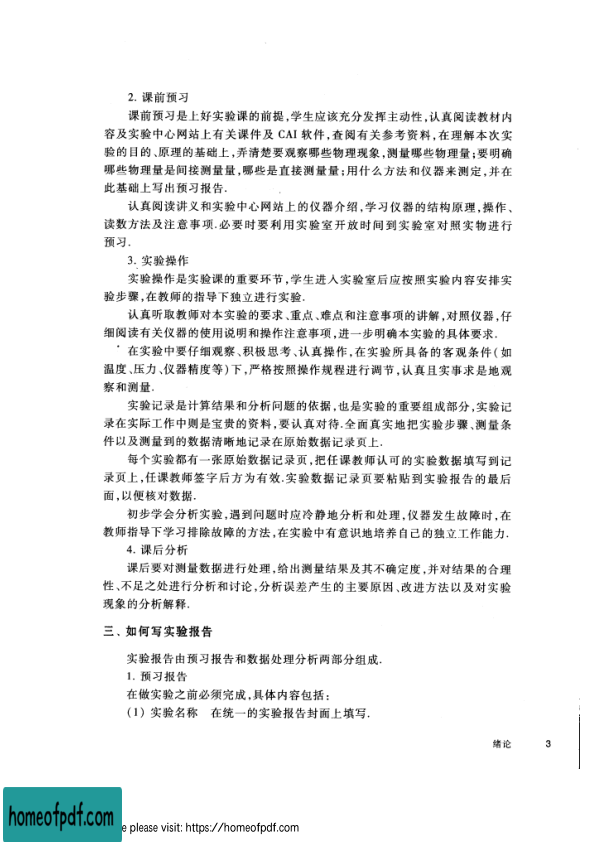 2. 课前预习
课前预习是上好实验课的前提,学生应该充分发挥主动性,认真阅读教材内
容及实验中心网站上有关课件及 CAI 软件,查阅有关参考资料,在理解本次实
验的目的、原理的基础上,弄清楚要观察哪些物理现象,测量哪些物理量;要明确
哪些物理量是间接测量量,哪些是直接测量量;用什么方法和仪器来测定,并在
此基础上写出预习报告.
认真阅读讲义和实验中心网站上的仪器介绍,学习仪器的结构原理,操作、
读数方法及注意事项.必要时要利用实验室开放时间到实验室对照实物进行
预习.
3. 实验操作
实验操作是实验课的重要环节,学生进入实验室后应按照实验内容安排实
验步骤,在教师的指导下独立进行实验.
认真听取教师对本实验的要求、重点、难点和注意事项的讲解,对照仪器,仔
细阅读有关仪器的使用说明和操作注意事项,进一步明确本实验的具体要求.
在实验中要仔细观察、积极思考、认真操作,在实验所具备的客观条件(如
温度、压力、仪器精度等)下,严格按照操作规程进行调节,认真且实事求是地观
察和测量.
实验记录是计算结果和分析问题的依据,也是实验的重要组成部分,实验记
录在实际工作中则是宝贵的资料,要认真对待.全面真实地把实验步骤、测量条
件以及测量到的数据清晰地记录在原始数据记录页上.
每个实验都有一张原始数据记录页,把任课教师认可的实验数据填写到记
录页上,任课教师签字后方为有效.实验数据记录页要粘贴到实验报告的最后
面,以便核对数据.
初步学会分析实验,遇到问题时应冷静地分析和处理,仪器发生故障时,在
教师指导下学习排除故障的方法,在实验中有意识地培养自己的独立工作能力.
4. 课后分析
课后要对测量数据进行处理,给出测量结果及其不确定度,并对结果的合理
性、不足之处进行分析和讨论,分析误差产生的主要原因、改进方法以及对实验
现象的分析解释.
三、如何写实验报告
实验报告由预习报告和数据处理分析两部分组成.
1. 预习报告
在做实验之前必须完成,具体内容包括:
(1) 实验名称 在统一的实验报告封面上填写.
绪论 3
homeofpdf.com
e please visit: https://homeofpdf.com